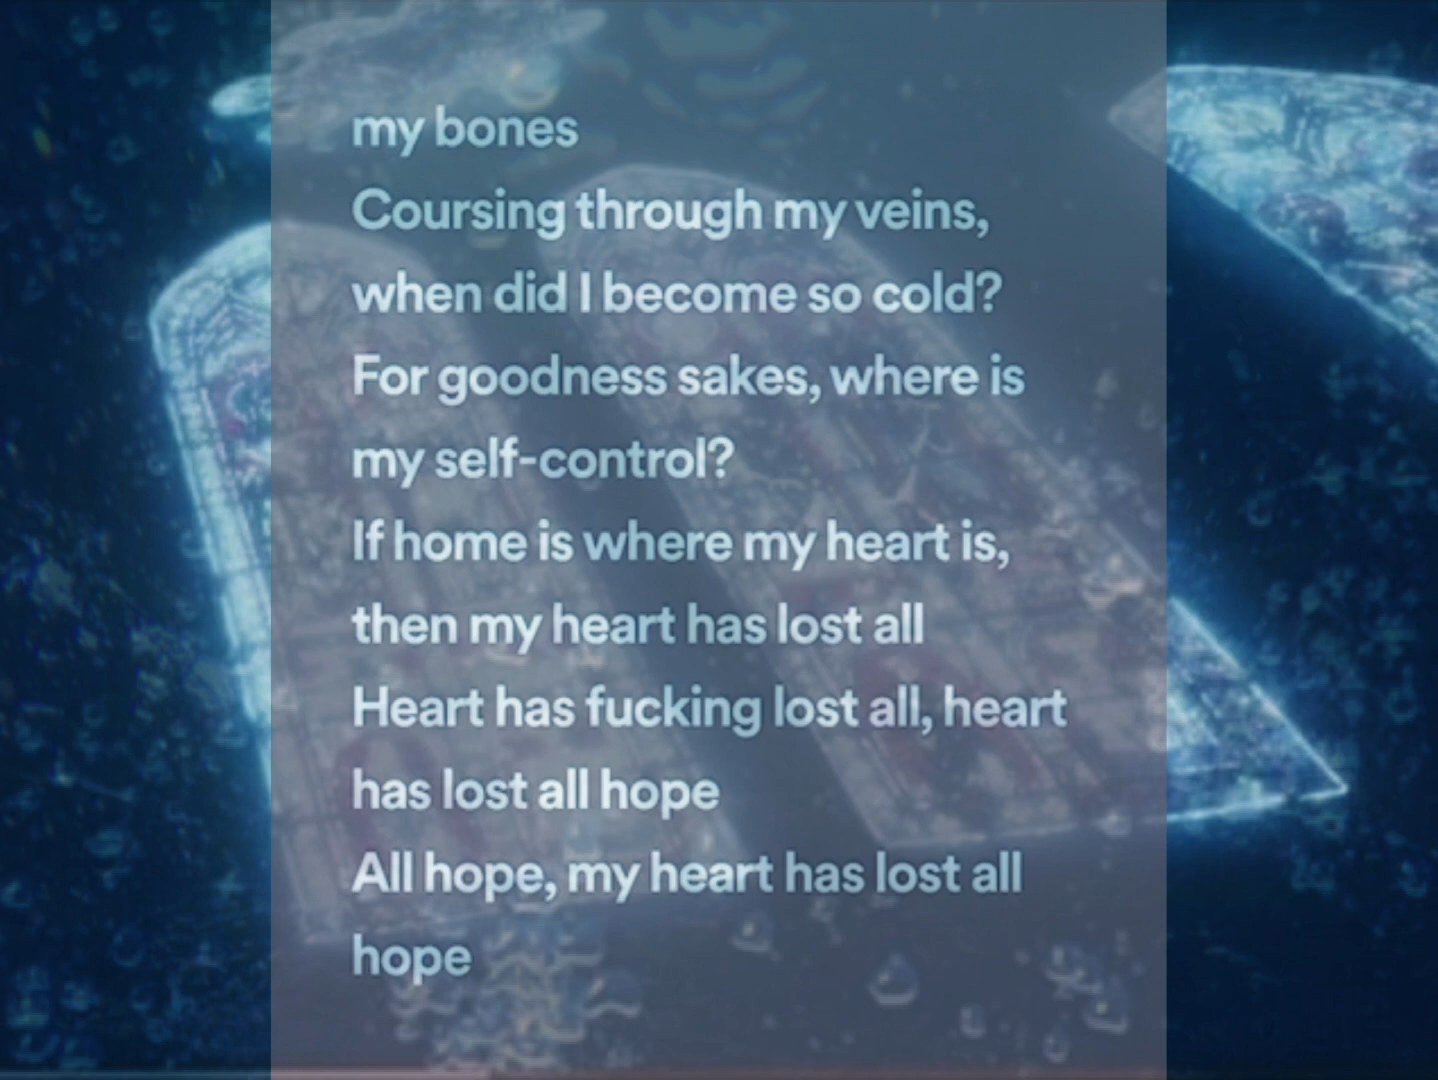 my bones
Coursing through my veins,
when did I become so cold?
For goodness sakes, where is
my self-control?
If home is where my heart is,
then my heart has lost all
Heart has fucking lost all, heart
has lost all hope
All hope, my heart has lost all
hope